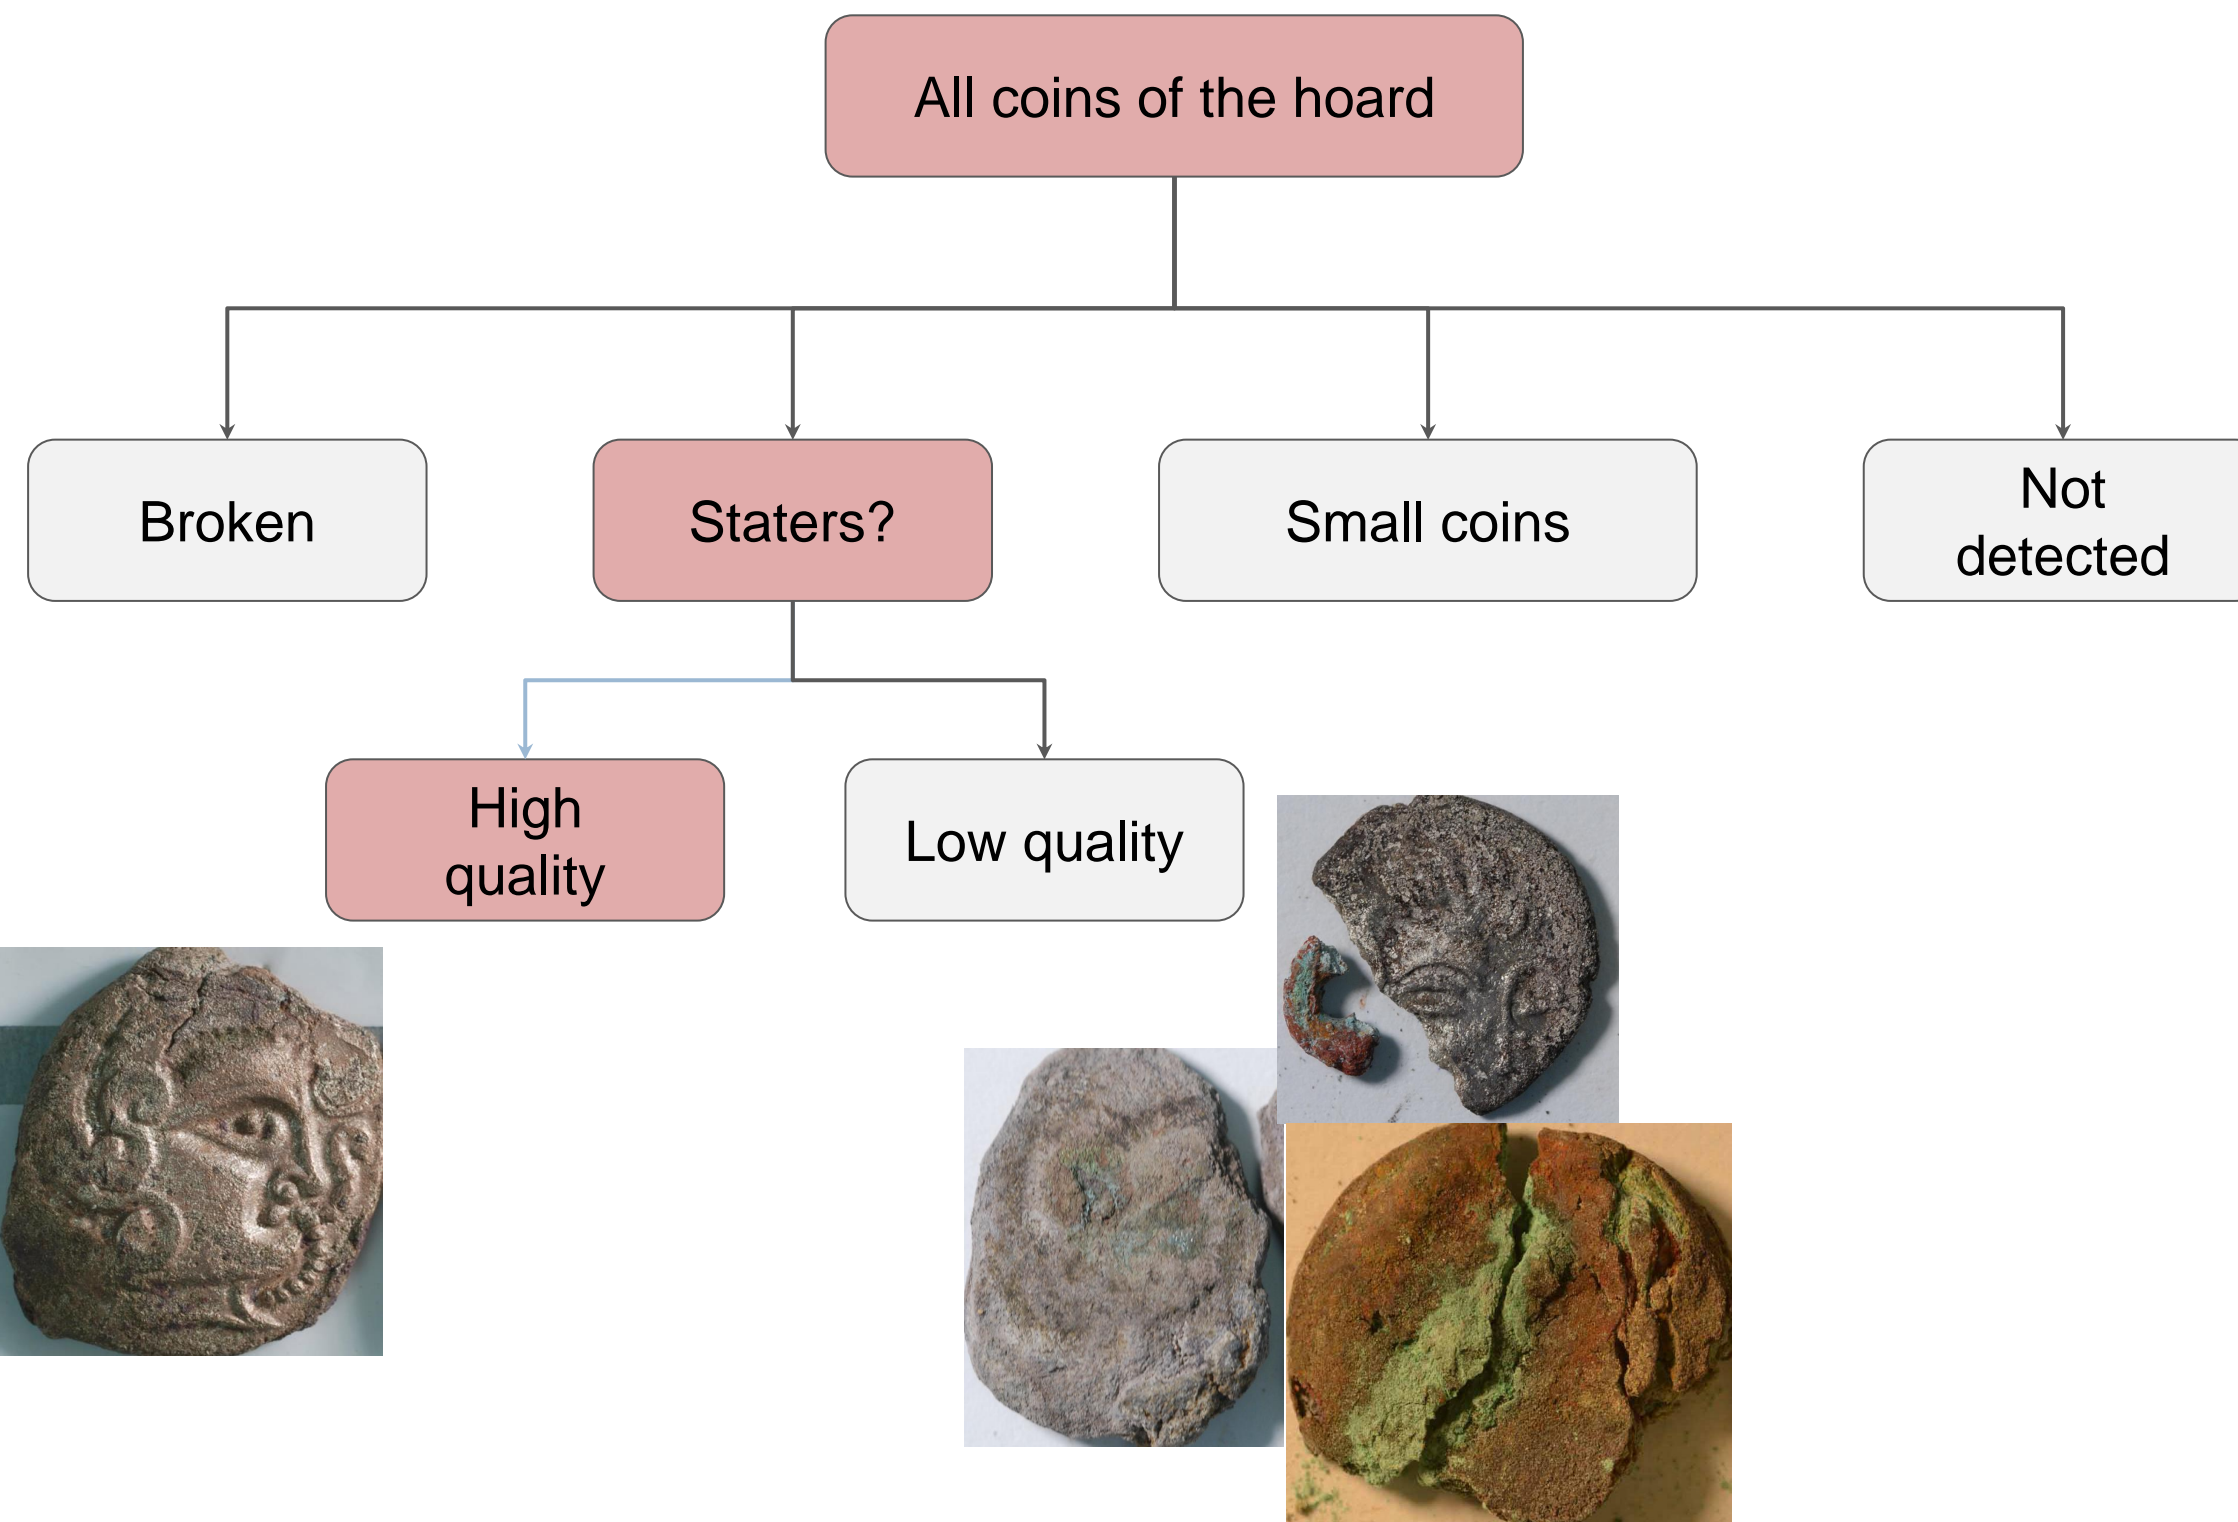 All coins of the hoard
Broken
Staters?
Small coins
Not
detected
High
quality
Low quality